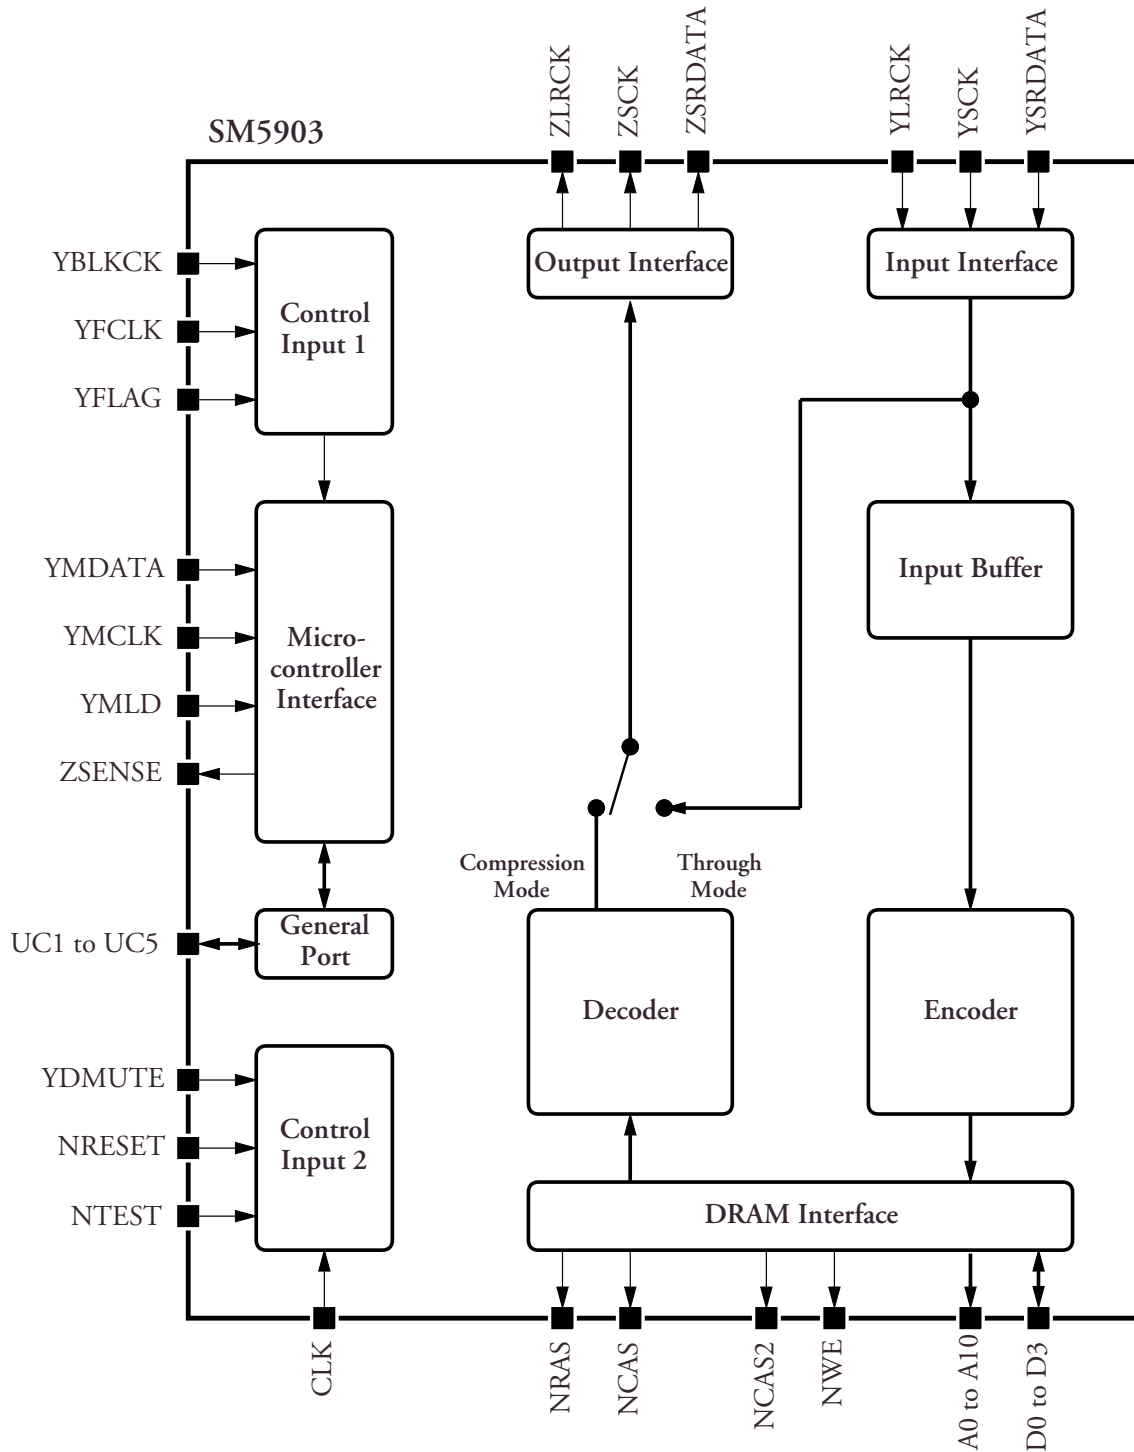 ZLRCK
ZSCK
ZSRDATA
YLRCK
YSCK
YSRDATA
SM5903
YBLKCK
YFCLK
YFLAG
Control
Input 1
Output Interface
Input Interface
YMDATA
YMCLK
YMLD
ZSENSE
Micro-
controller
Interface
Input Buffer
Compression
Mode
Through
Mode
UC1 to UC5
General
Port
Decoder
Encoder
YDMUTE
NRESET
NTEST
Control
Input 2
DRAM Interface
CLK
NRAS
NCAS
NCAS2
NWE
A0 to A10
D0 to D3